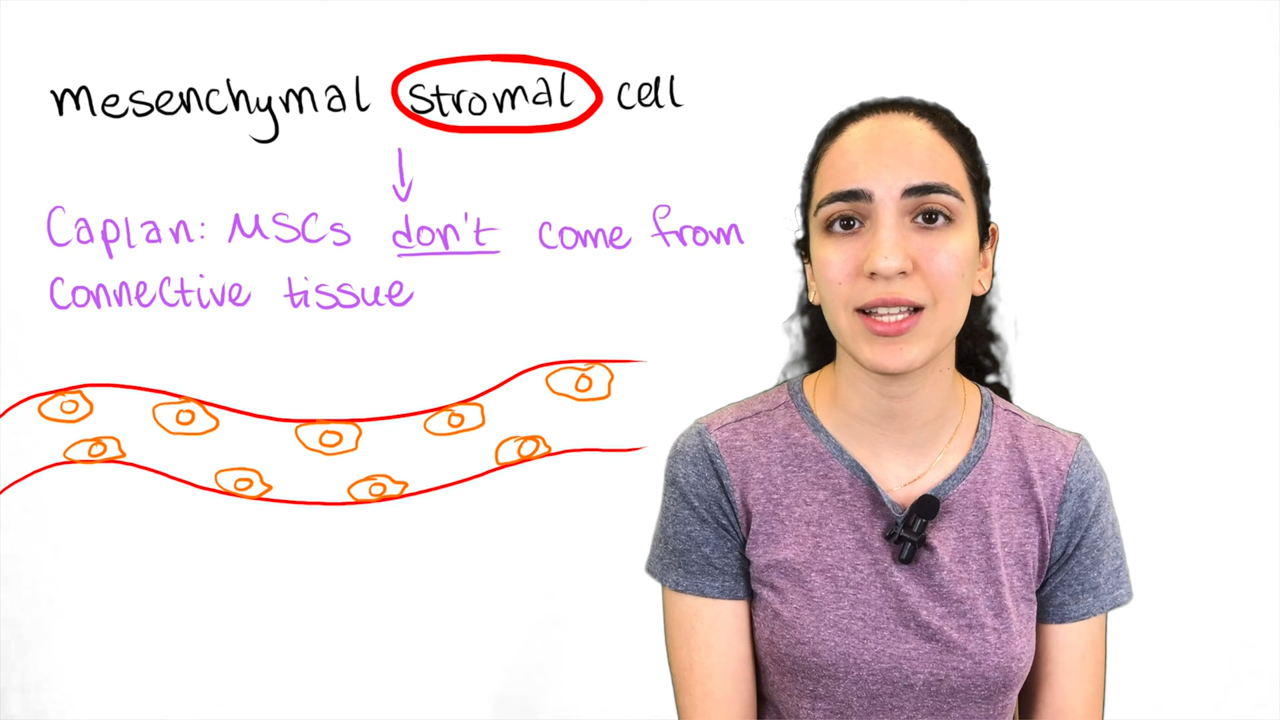 mesenchymal stromal cell
Caplan: MSCs don't come from
connective tissue